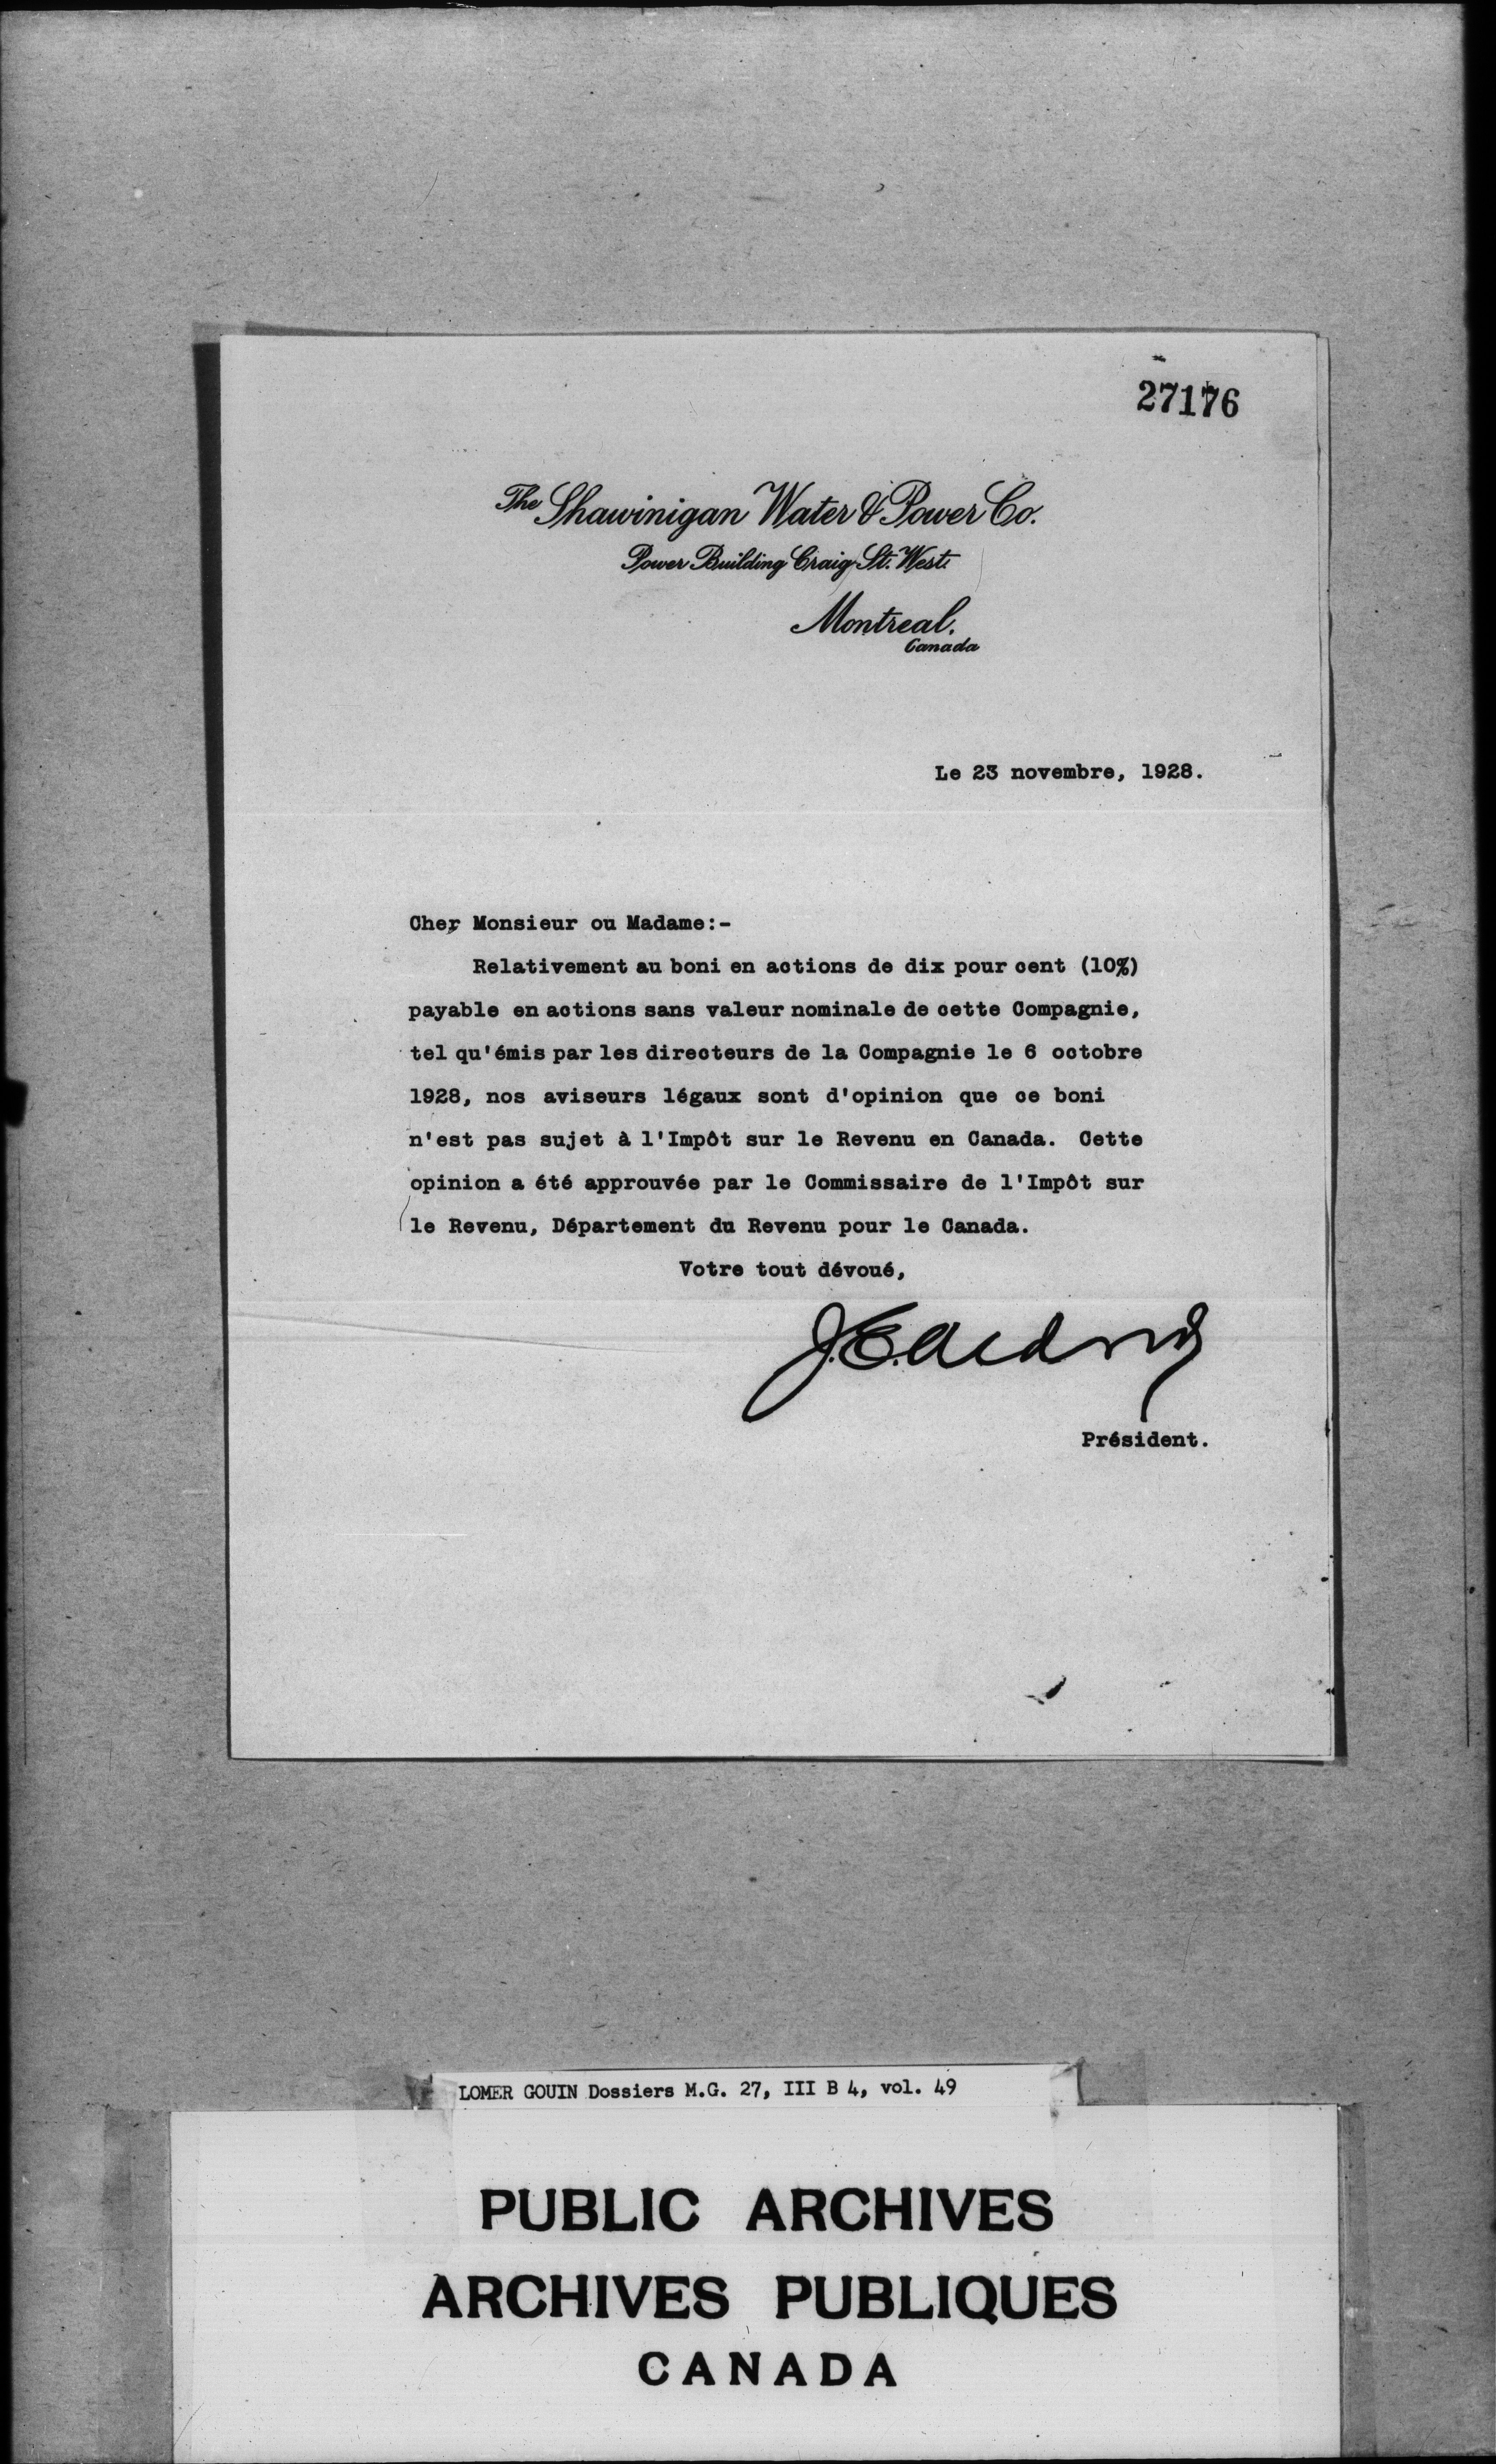 27176
The Shawinigan Water & Power Co.
Power Building Craig St. West.
Montreal.
Canada
Le 23 novembre, 1928.
Cher Monsieur ou Madame:-
Relativement au boni en actions de dix pour cent (10%)
payable en actions sans valeur nominale de cette Compagnie,
tel qu'émis par les directeurs de la Compagnie le 6 octobre
1928, nos aviseurs légaux sont d'opinion que ce boni
n'est pas sujet à l'Impôt sur le Revenu en Canada. Cette
opinion a été approuvée par le Commissaire de l'Impôt sur
le Revenu, Département du Revenu pour le Canada.
Votre tout dévoué,
J.E. Aldred
Président.
LOMER GOUIN Dossiers M.G. 27, III B 4, vol. 49
PUBLIC ARCHIVES
ARCHIVES PUBLIQUES
CANADA